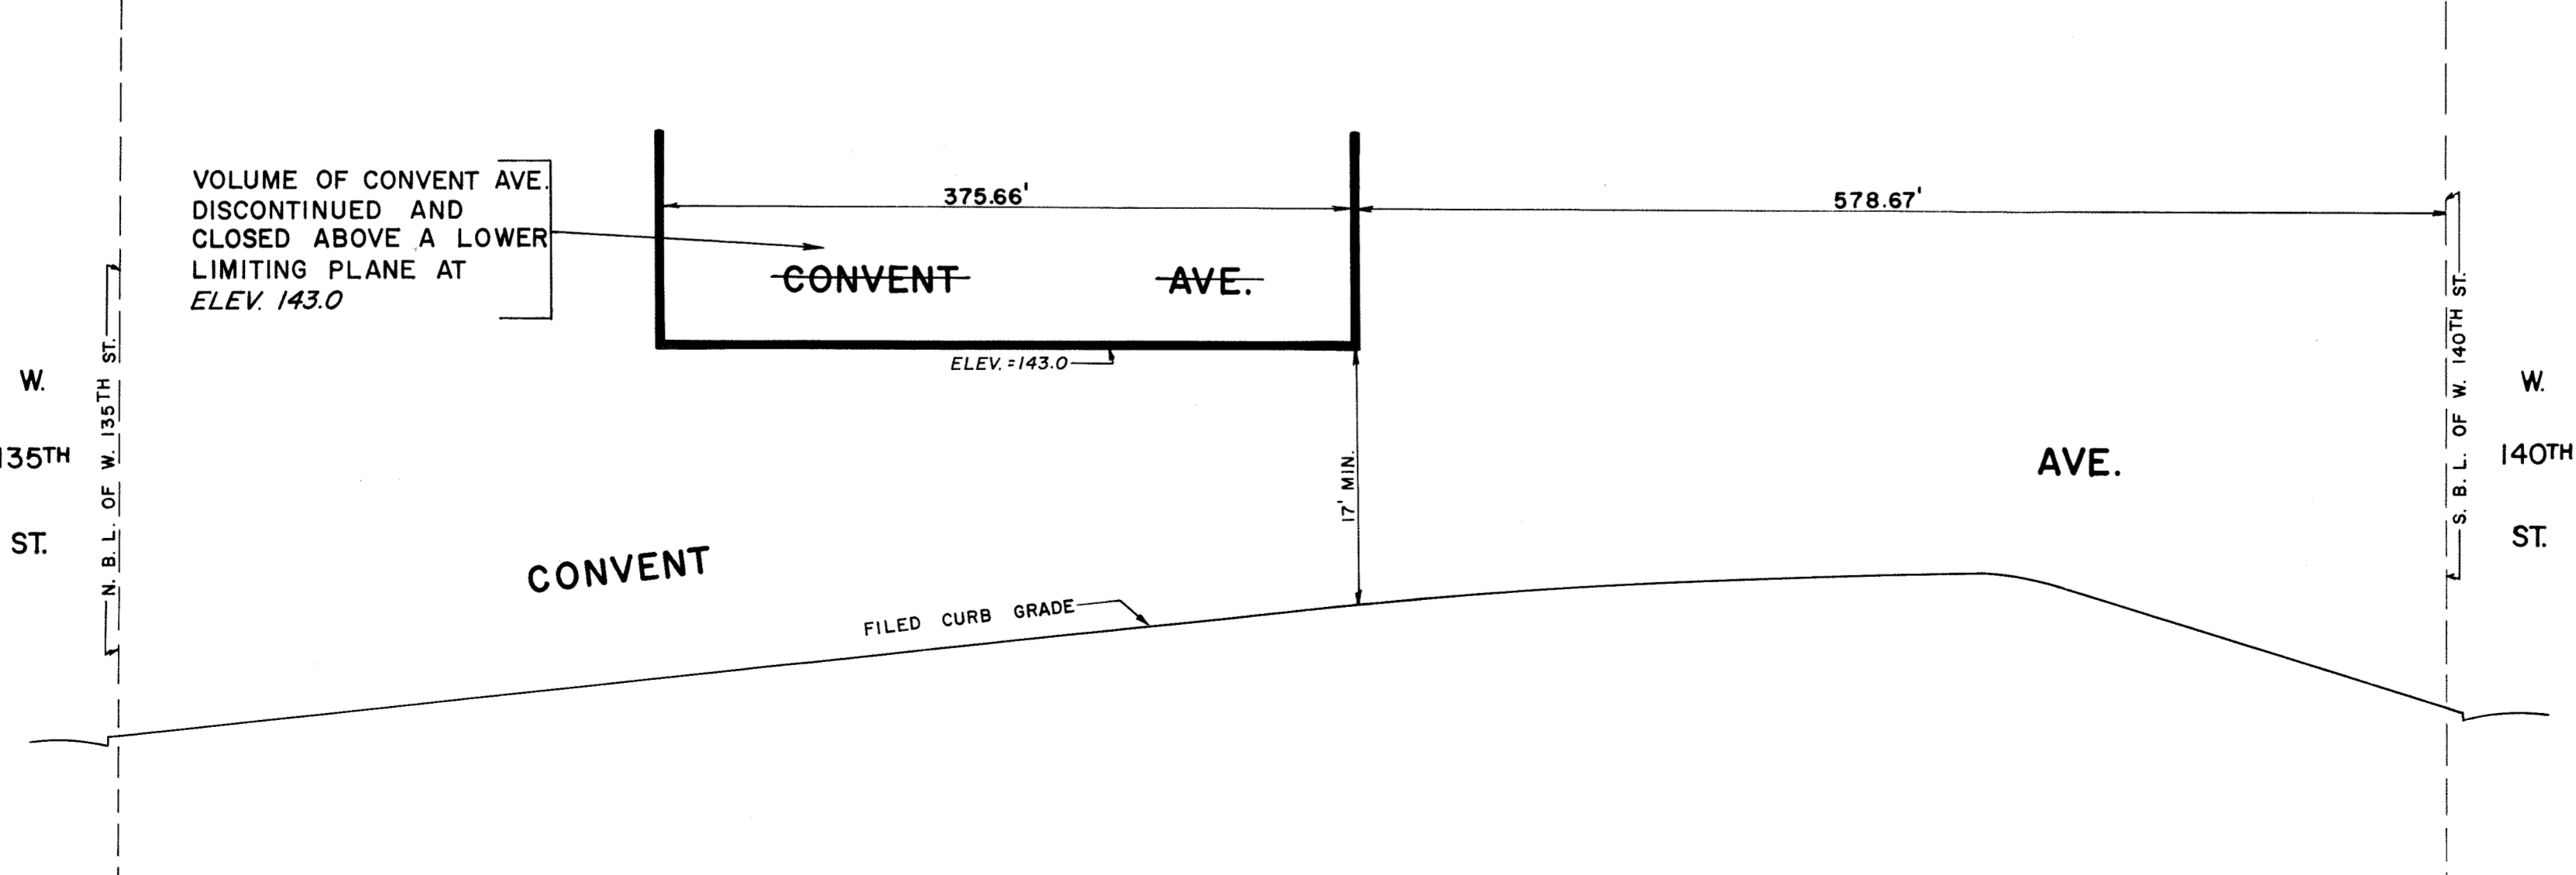 VOLUME OF CONVENT AVE.
DISCONTINUED AND
CLOSED ABOVE A LOWER
LIMITING PLANE AT
ELEV. 143.0
375.66'
578.67'
CONVENT AVE.
ELEV. = 143.0
W.
135TH
ST.
N. B. L. OF W. 135TH ST.
17' MIN.
CONVENT AVE.
FILED CURB GRADE
S. B. L. OF W. 140TH ST.
W.
140TH
ST.